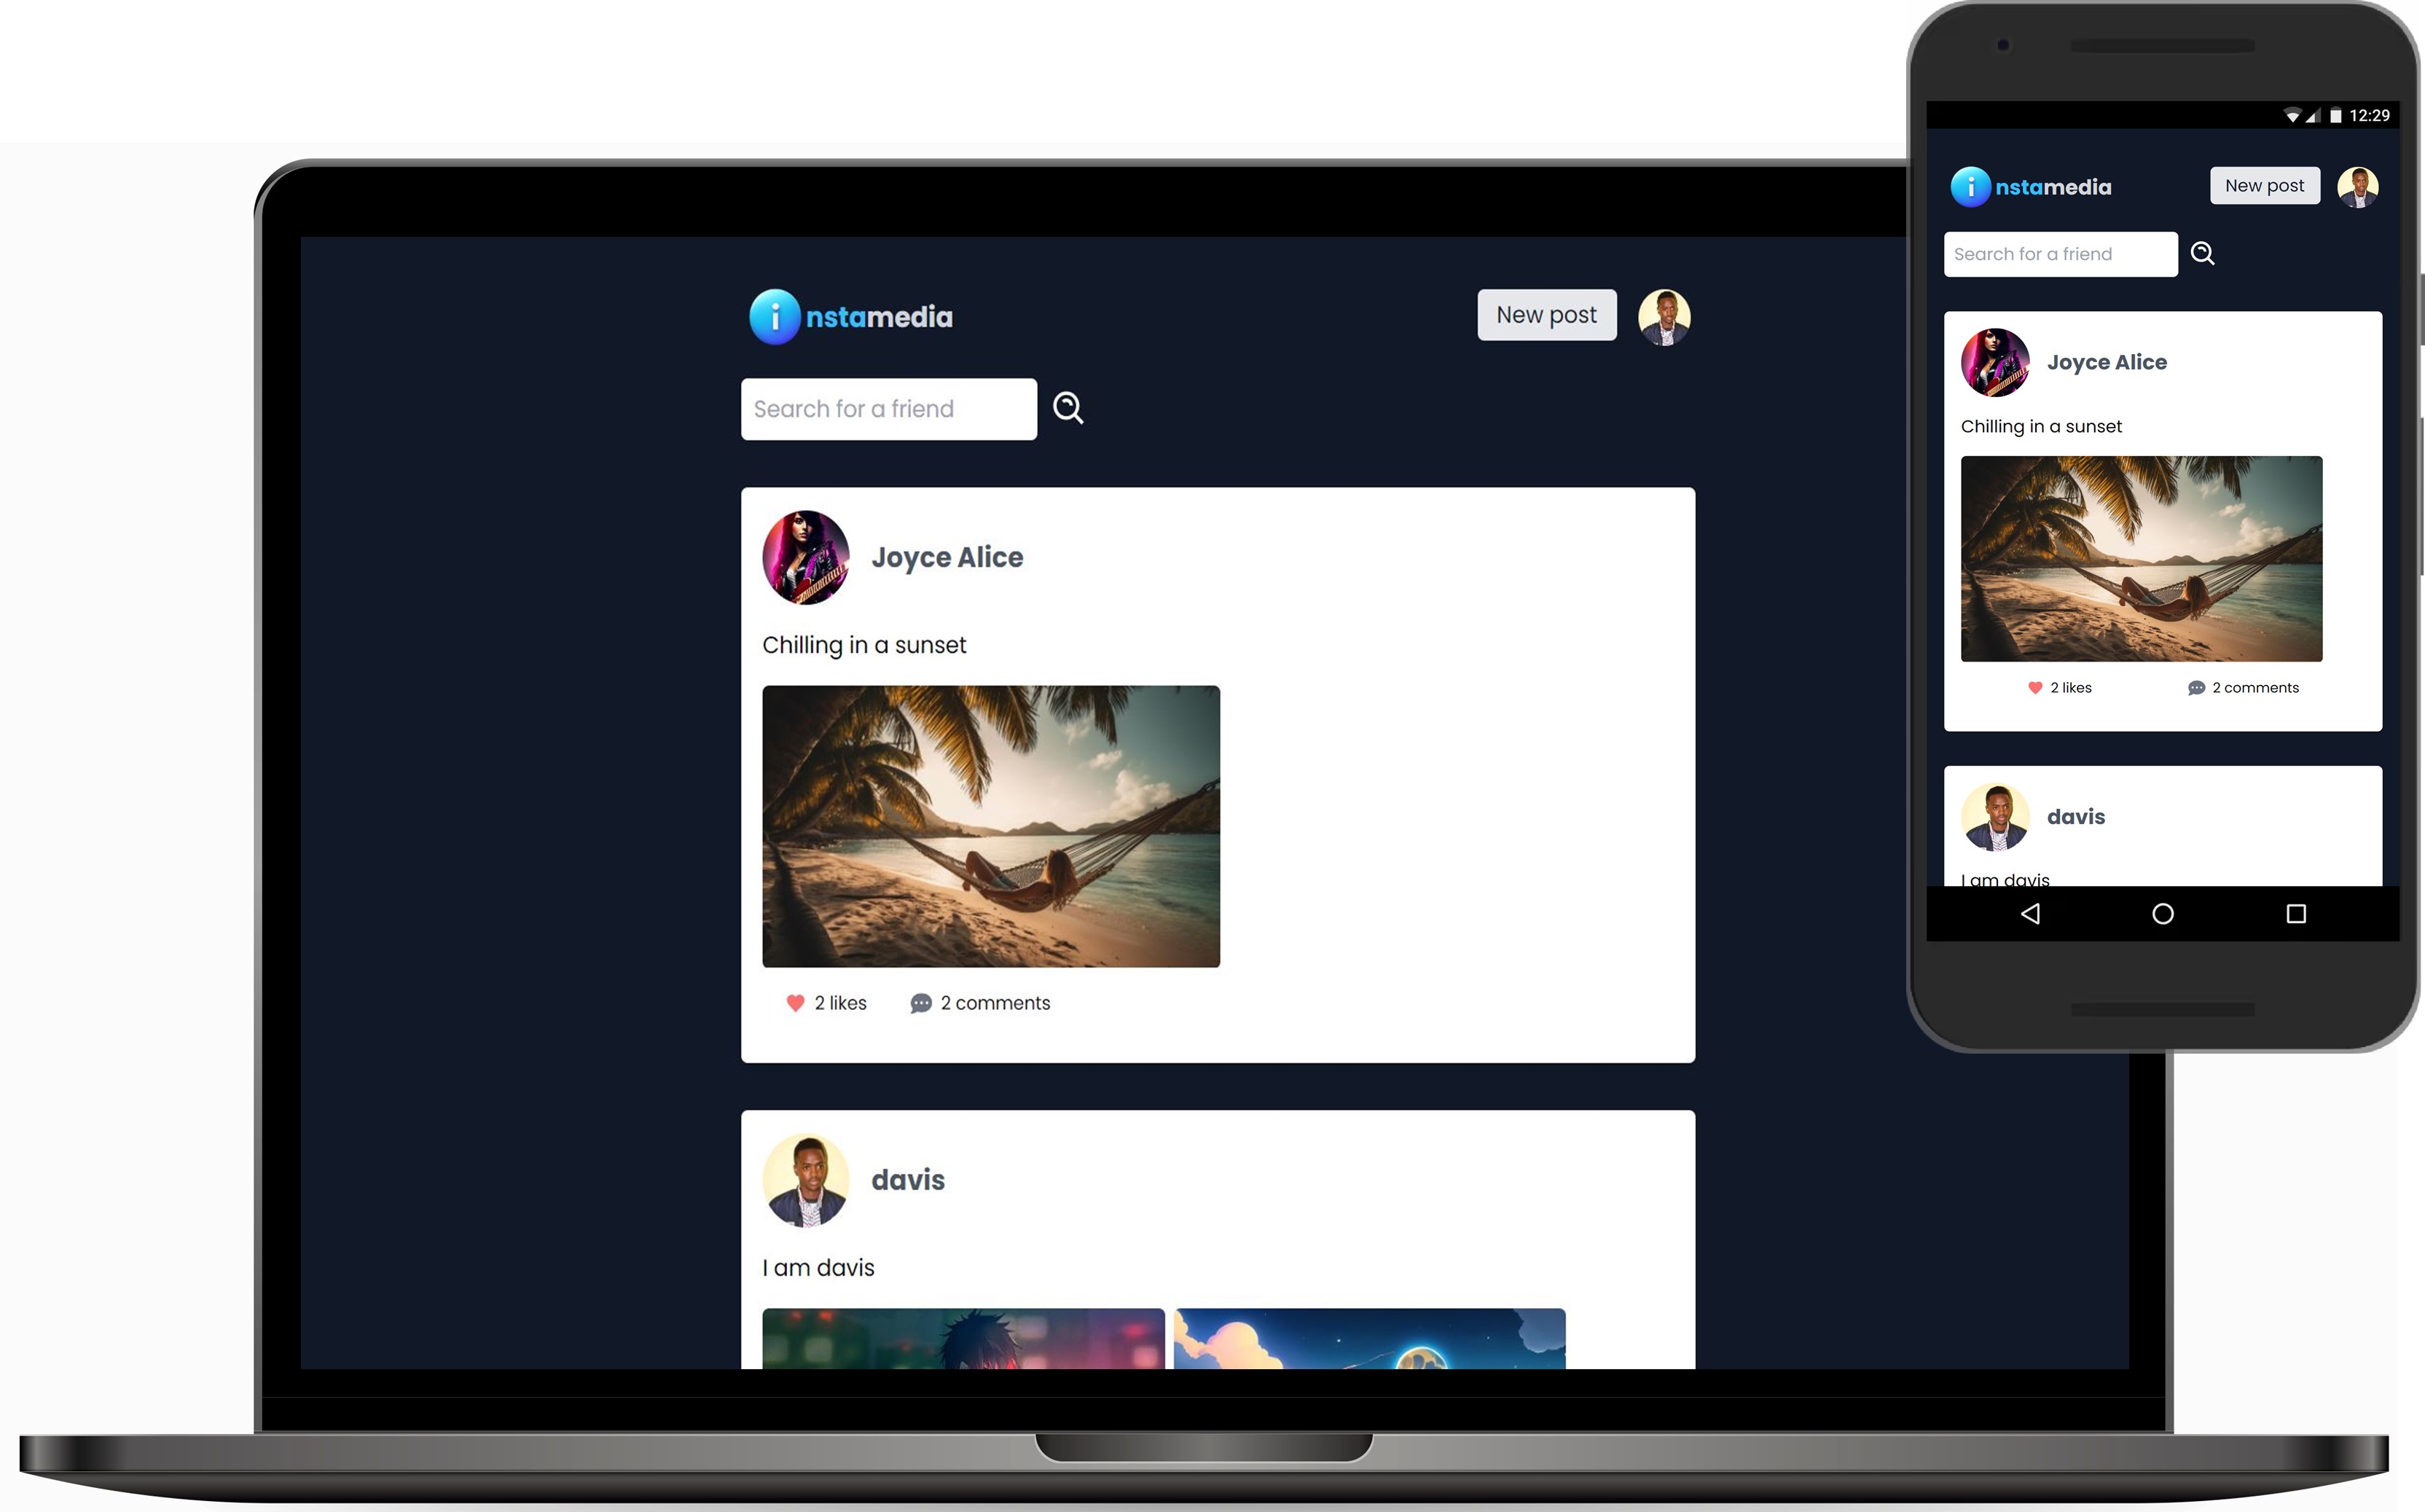 instamedia
New post
Search for a friend
Joyce Alice
Chilling in a sunset
2 likes
2 comments
davis
I am davis
12:29
instamedia
New post
Search for a friend
Joyce Alice
Chilling in a sunset
2 likes
2 comments
davis
I am davis